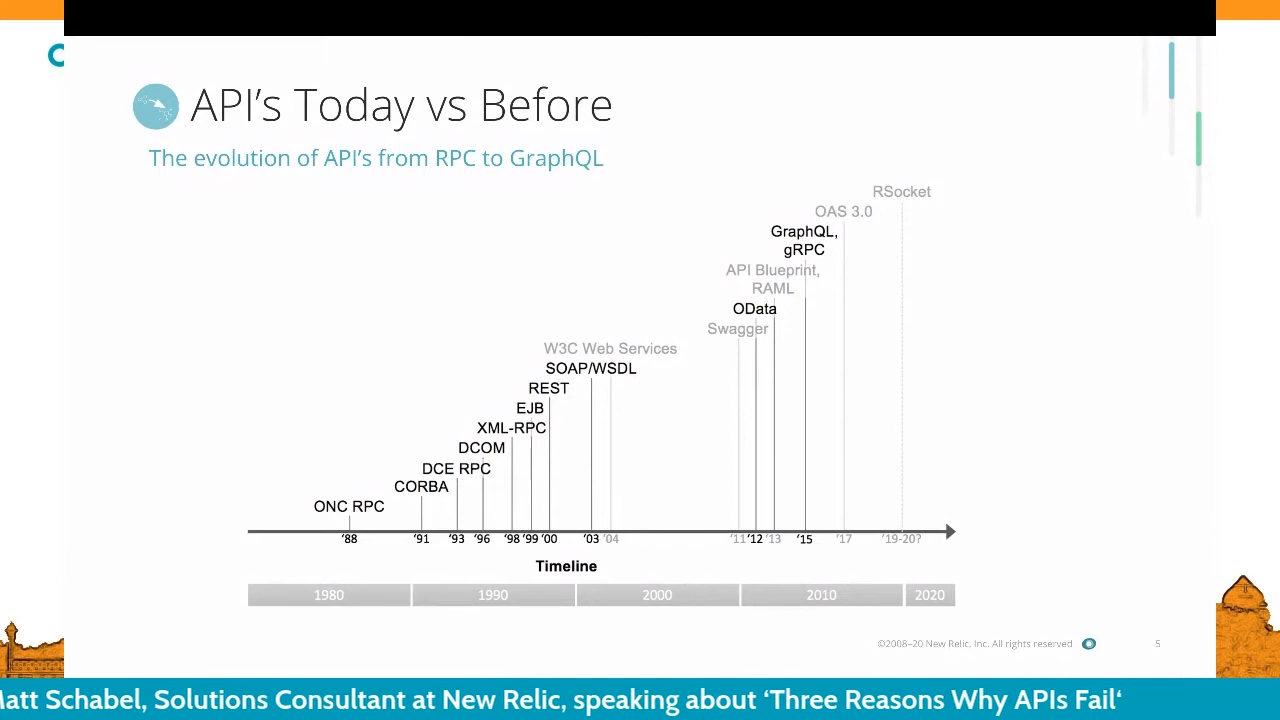 API's Today vs Before
The evolution of API's from RPC to GraphQL
RSocket
OAS 3.0
GraphQL,
gRPC
API Blueprint,
RAML
OData
Swagger
W3C Web Services
SOAP/WSDL
REST
EJB
XML-RPC
DCOM
DCE RPC
CORBA
ONC RPC
‘88 ‘91 ‘93 ‘96 ‘98 ‘99 ‘00 ‘03 ‘04 ‘11 ‘12 ‘13 ‘15 ‘17 ‘19-20?
Timeline
1980 1990 2000 2010 2020
©2008–20 New Relic, Inc. All rights reserved 5
Matt Schabel, Solutions Consultant at New Relic, speaking about ‘Three Reasons Why APIs Fail‘